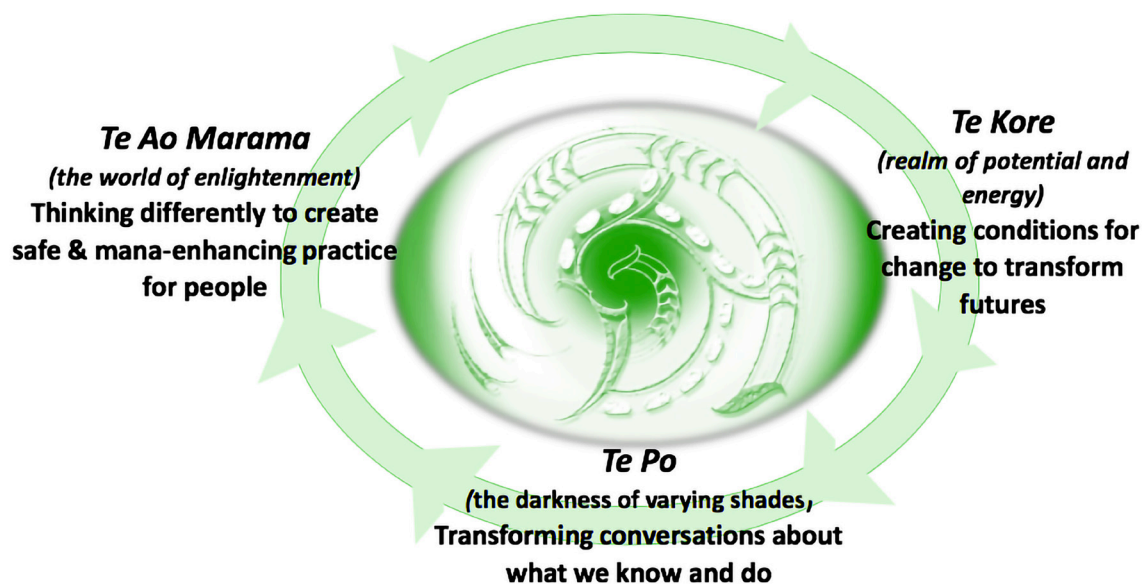 Te Ao Marama
(the world of enlightenment)
Thinking differently to create
safe & mana-enhancing practice
for people
Te Kore
(realm of potential and
energy)
Creating conditions for
change to transform
futures
Te Po
(the darkness of varying shades,
Transforming conversations about
what we know and do